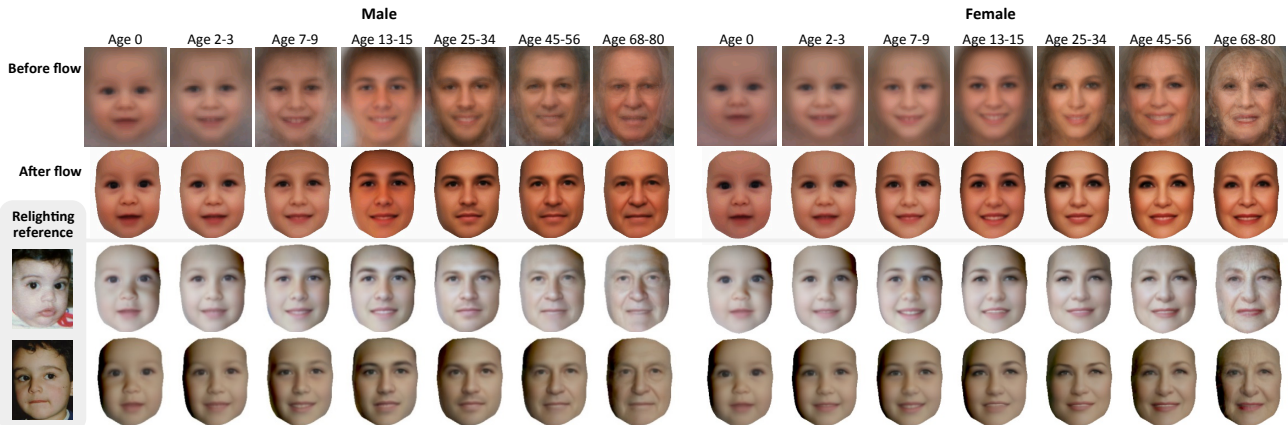 Male
Female
Age 0 Age 2-3 Age 7-9 Age 13-15 Age 25-34 Age 45-56 Age 68-80
Age 0 Age 2-3 Age 7-9 Age 13-15 Age 25-34 Age 45-56 Age 68-80
Before flow
After flow
Relighting
reference